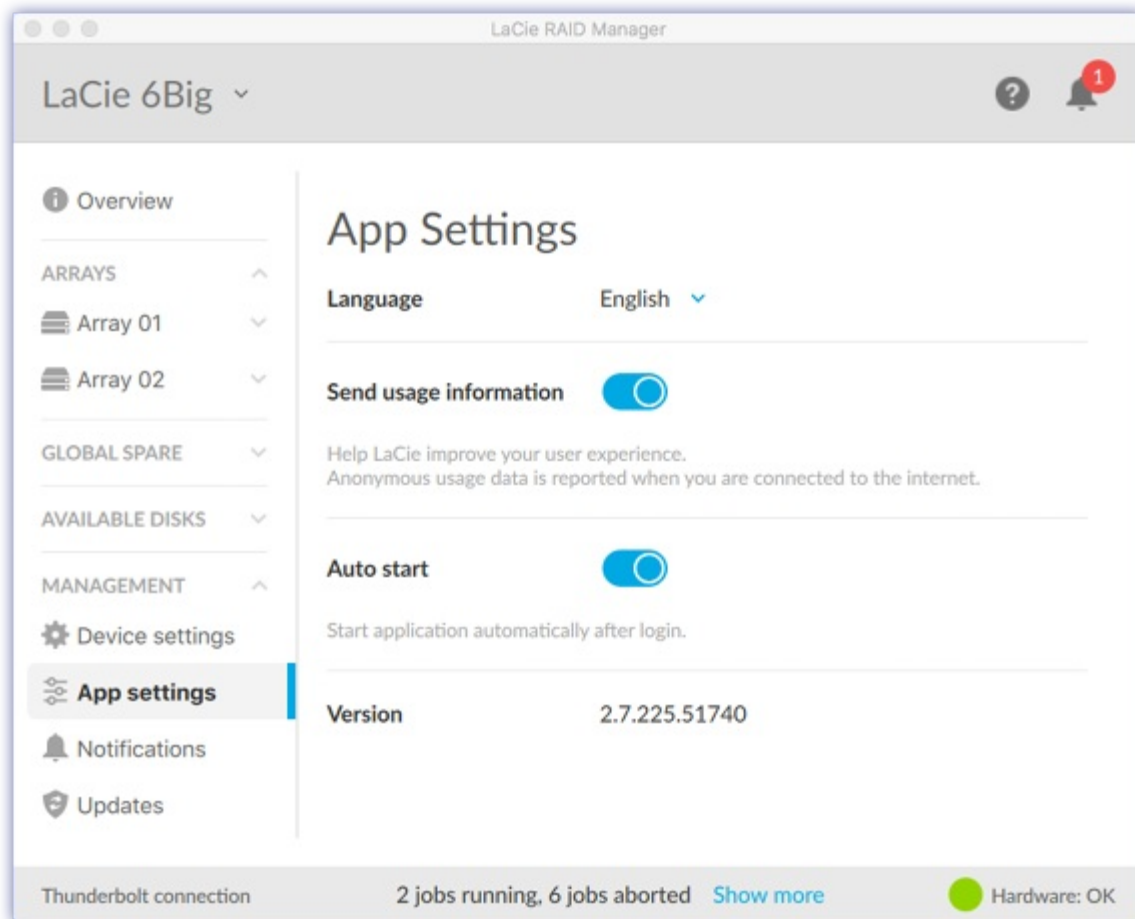 LaCie RAID Manager
LaCie 6Big
1
Overview
ARRAYS
Array 01
Array 02
GLOBAL SPARE
AVAILABLE DISKS
MANAGEMENT
Device settings
App settings
Notifications
Updates
App Settings
Language English
Send usage information
Help LaCie improve your user experience.
Anonymous usage data is reported when you are connected to the internet.
Auto start
Start application automatically after login.
Version 2.7.225.51740
Thunderbolt connection 2 jobs running, 6 jobs aborted Show more Hardware: OK